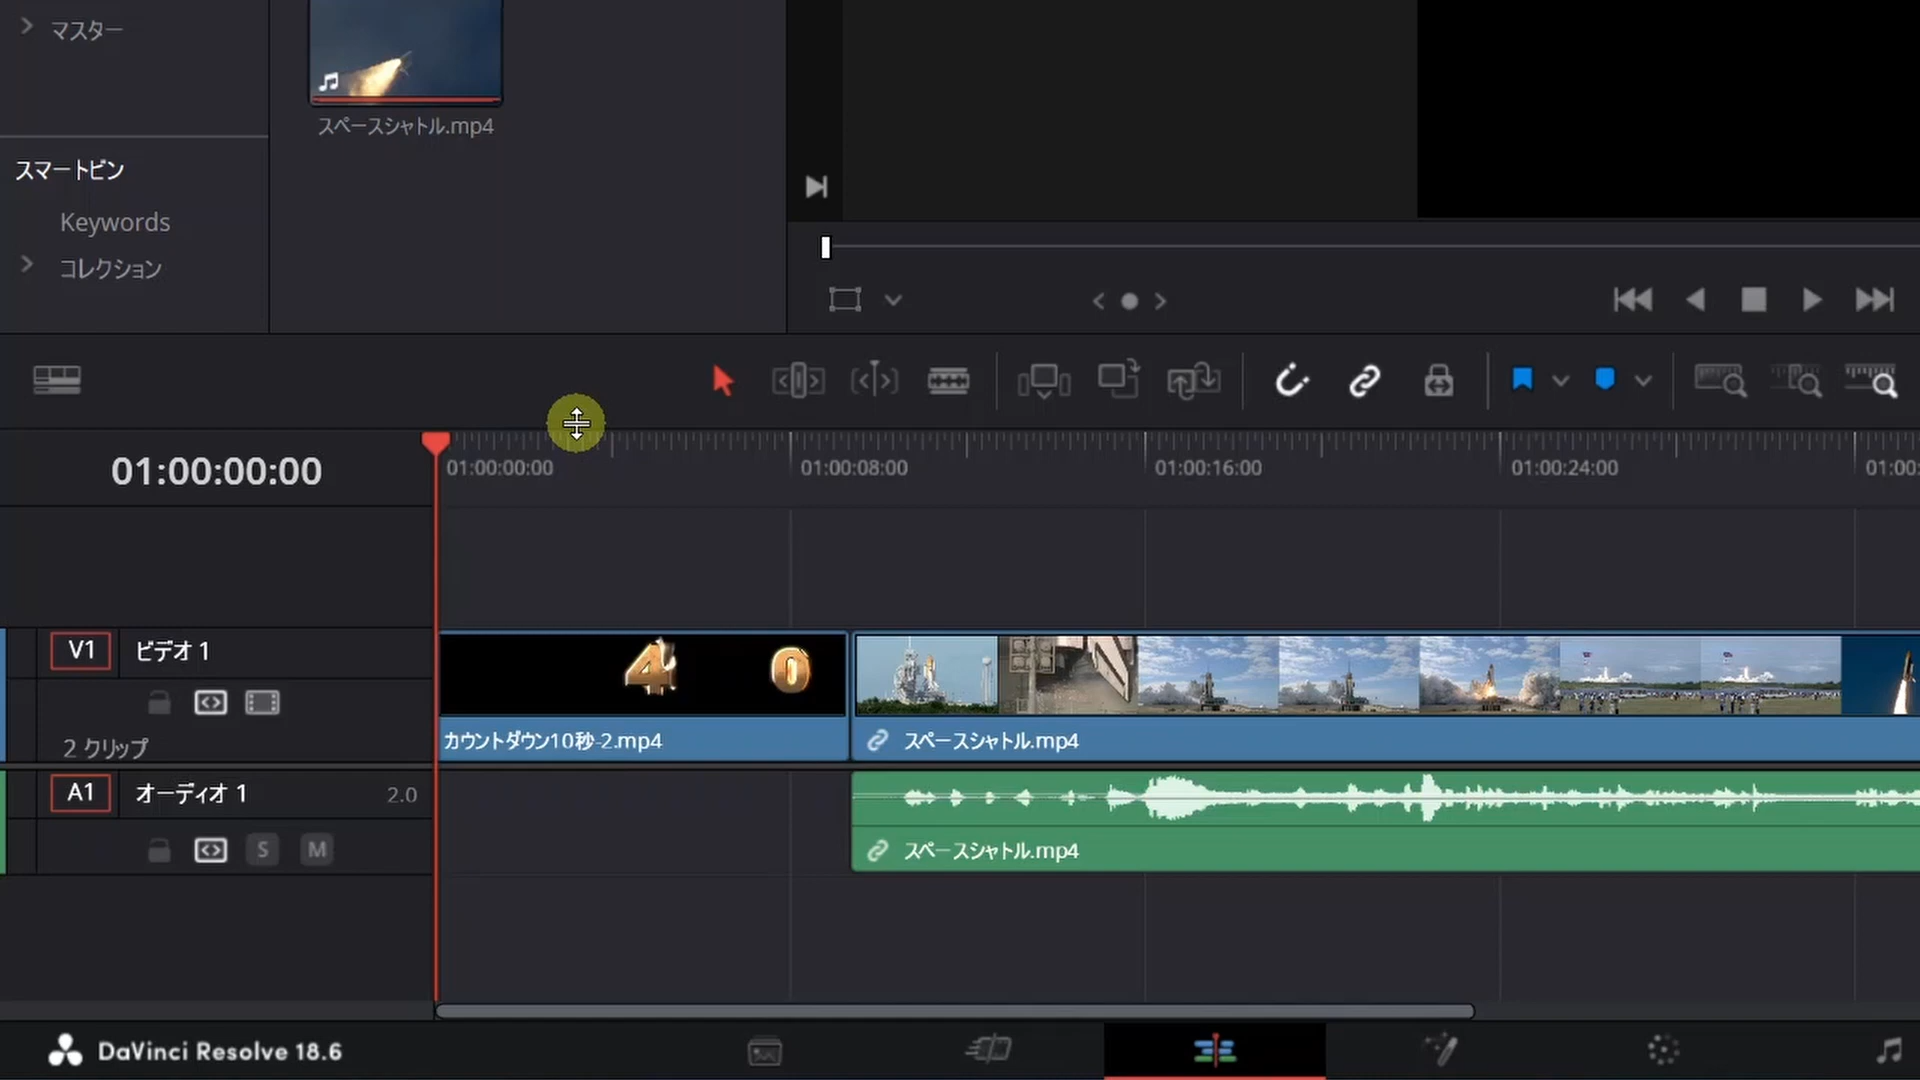 マスター
スペースシャトル.mp4
スマートビン
Keywords
コレクション
01:00:00:00
01:00:00:00
01:00:08:00
01:00:16:00
01:00:24:00
01:00:
V1
ビデオ 1
4 0
2 クリップ
カウントダウン10秒-2.mp4
スペースシャトル.mp4
A1
オーディオ 1
2.0
S
M
スペースシャトル.mp4
DaVinci Resolve 18.6